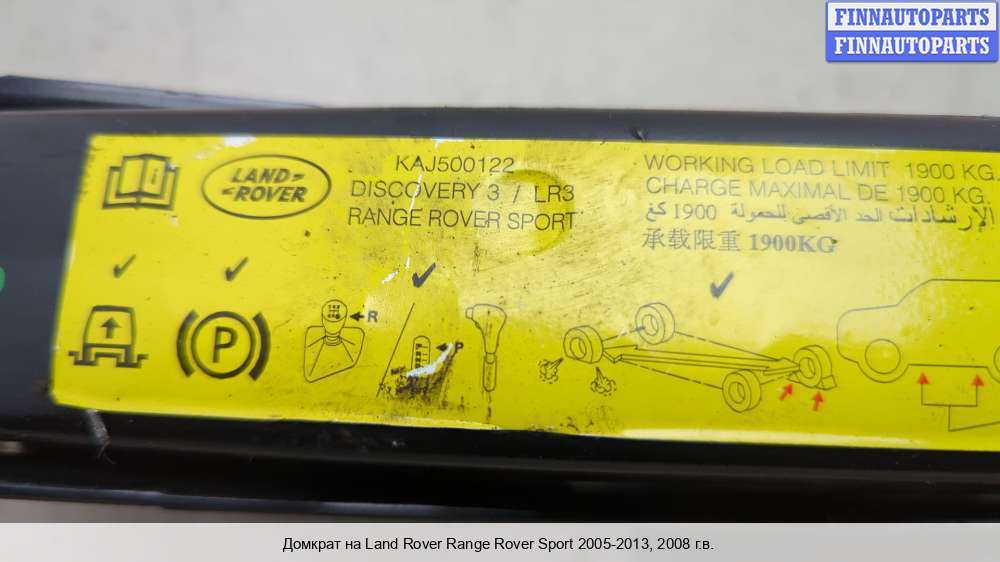 FINNAUTOPARTS
FINNAUTOPARTS
LAND-
-ROVER
KAJ500122
DISCOVERY 3 / LR3
RANGE ROVER SPORT
WORKING LOAD LIMIT 1900 KG.
CHARGE MAXIMAL DE 1900 KG.
الإرشادات الحد الأقصى للحمولة 1900 كغ
承载限重 1900KG
P
R
P
Домкрат на Land Rover Range Rover Sport 2005-2013, 2008 г.в.